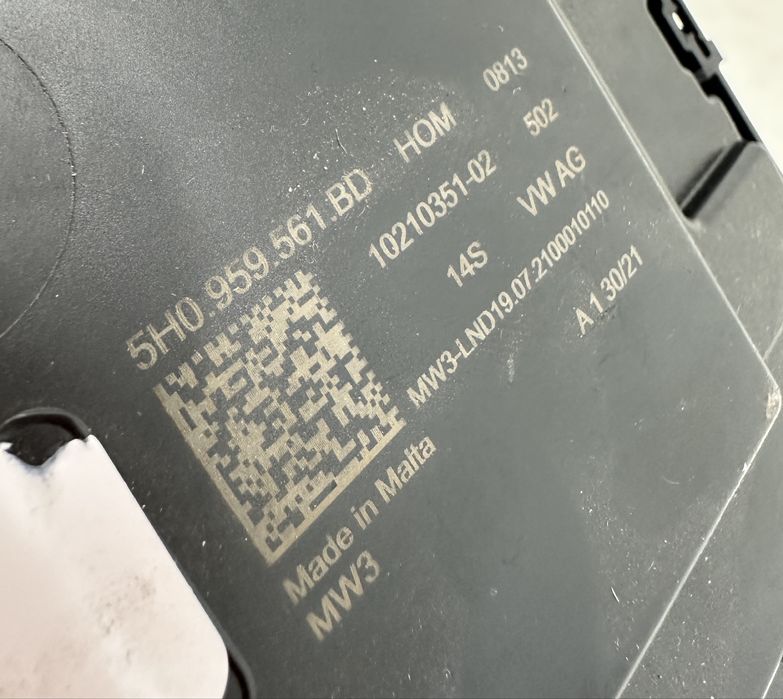 5H0.959.561.BD HOM 0813
10210351-02 502
14S VW AG
MW3-LND19.07.2100010110
A 1 30/21
Made in Malta
MW3